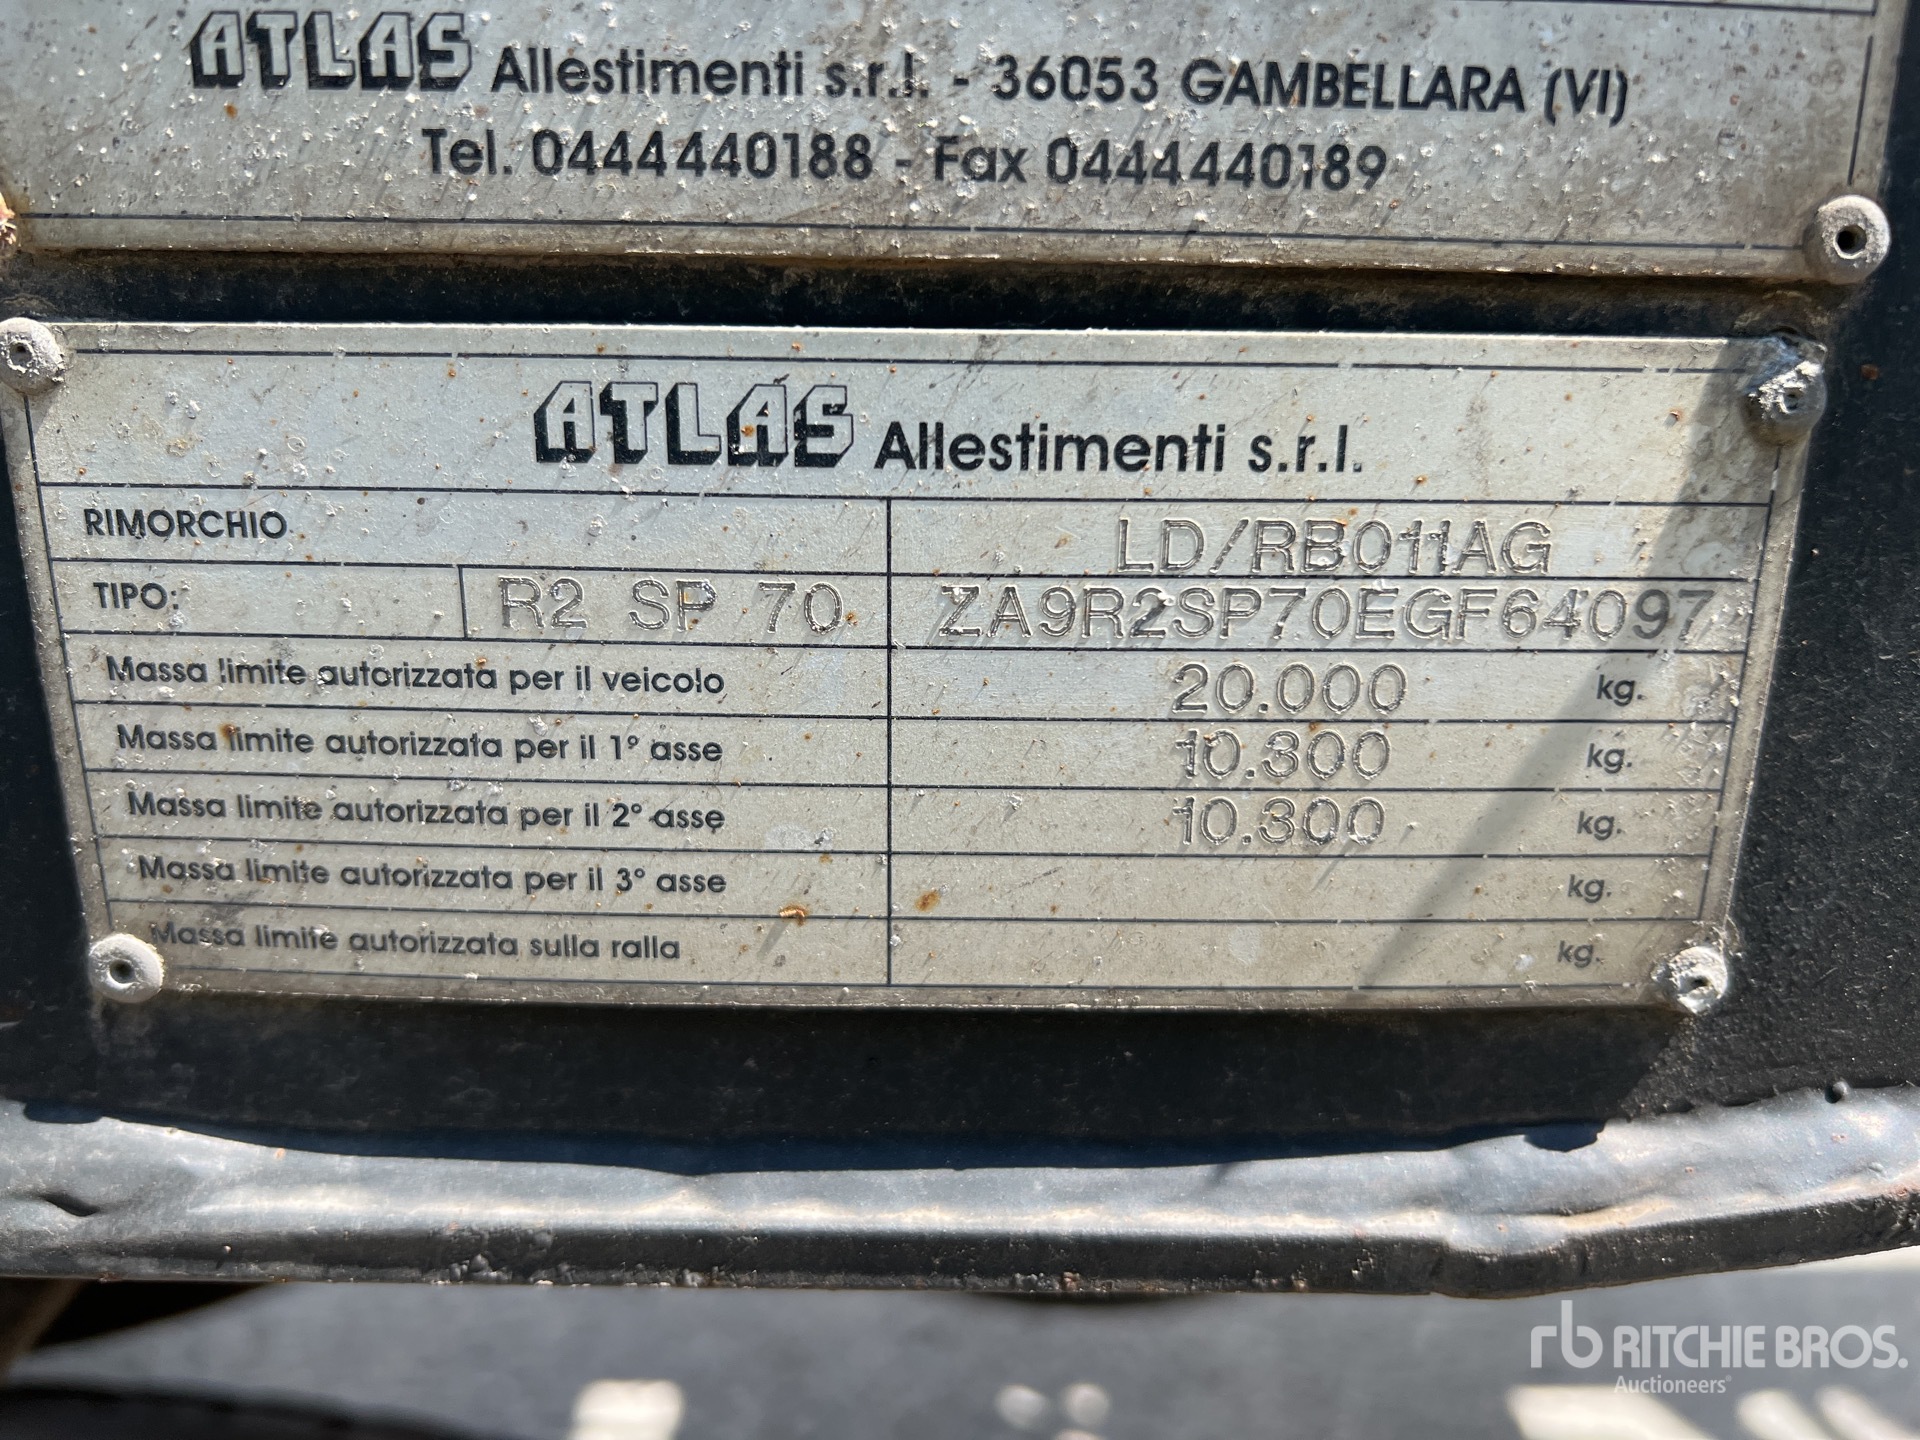 ATLAS Allestimenti s.r.l. - 36053 GAMBELLARA (VI)
Tel. 0444440188 - Fax 0444440189
ATLAS Allestimenti s.r.l.
RIMORCHIO LD/RB011AG
TIPO: R2 SP 70 ZA9R2SP70EGF64097
Massa limite autorizzata per il veicolo 20.000 kg.
Massa limite autorizzata per il 1° asse 10.300 kg.
Massa limite autorizzata per il 2° asse 10.300 kg.
Massa limite autorizzata per il 3° asse kg.
Massa limite autorizzata sulla ralla kg.
rb RITCHIE BROS.
Auctioneers